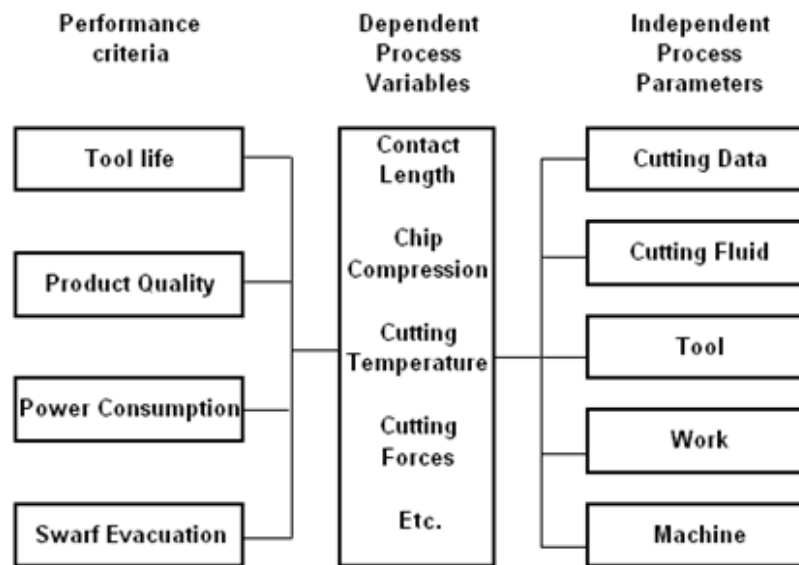 Performance
criteria
Dependent
Process
Variables
Independent
Process
Parameters
Tool life
Product Quality
Power Consumption
Swarf Evacuation
Contact
Length
Chip
Compression
Cutting
Temperature
Cutting
Forces
Etc.
Cutting Data
Cutting Fluid
Tool
Work
Machine